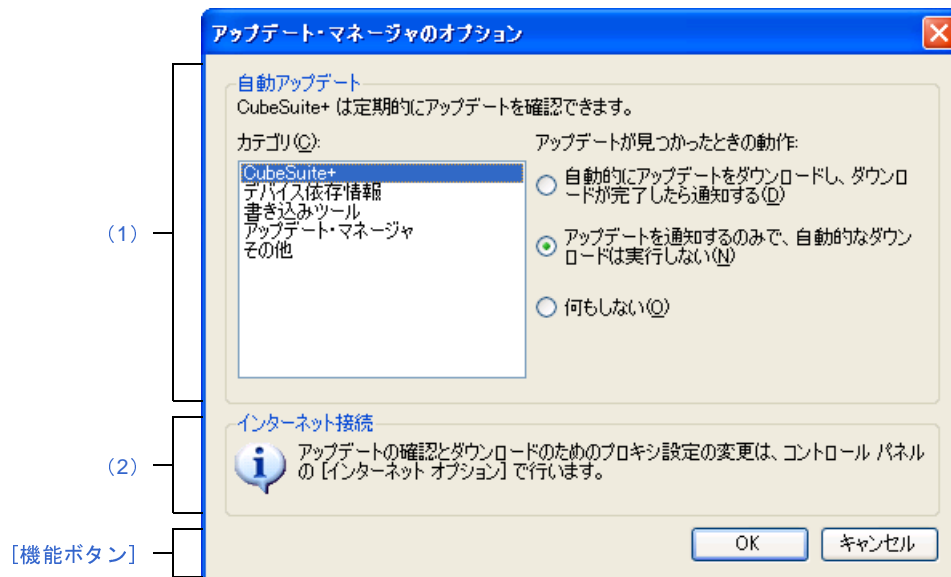 アップデート・マネージャのオプション
自動アップデート
CubeSuite+ は定期的にアップデートを確認できます。
カテゴリ(C):
CubeSuite+
デバイス依存情報
書き込みツール
アップデート・マネージャ
その他
アップデートが見つかったときの動作:
自動的にアップデートをダウンロードし、ダウンロ
ードが完了したら通知する(D)
アップデートを通知するのみで、自動的なダウン
ロードは実行しない(N)
何もしない(O)
(1)
インターネット接続
アップデートの確認とダウンロードのためのプロキシ設定の変更は、コントロール パネル
の [インターネット オプション] で行います。
(2)
[機能ボタン]
OK
キャンセル